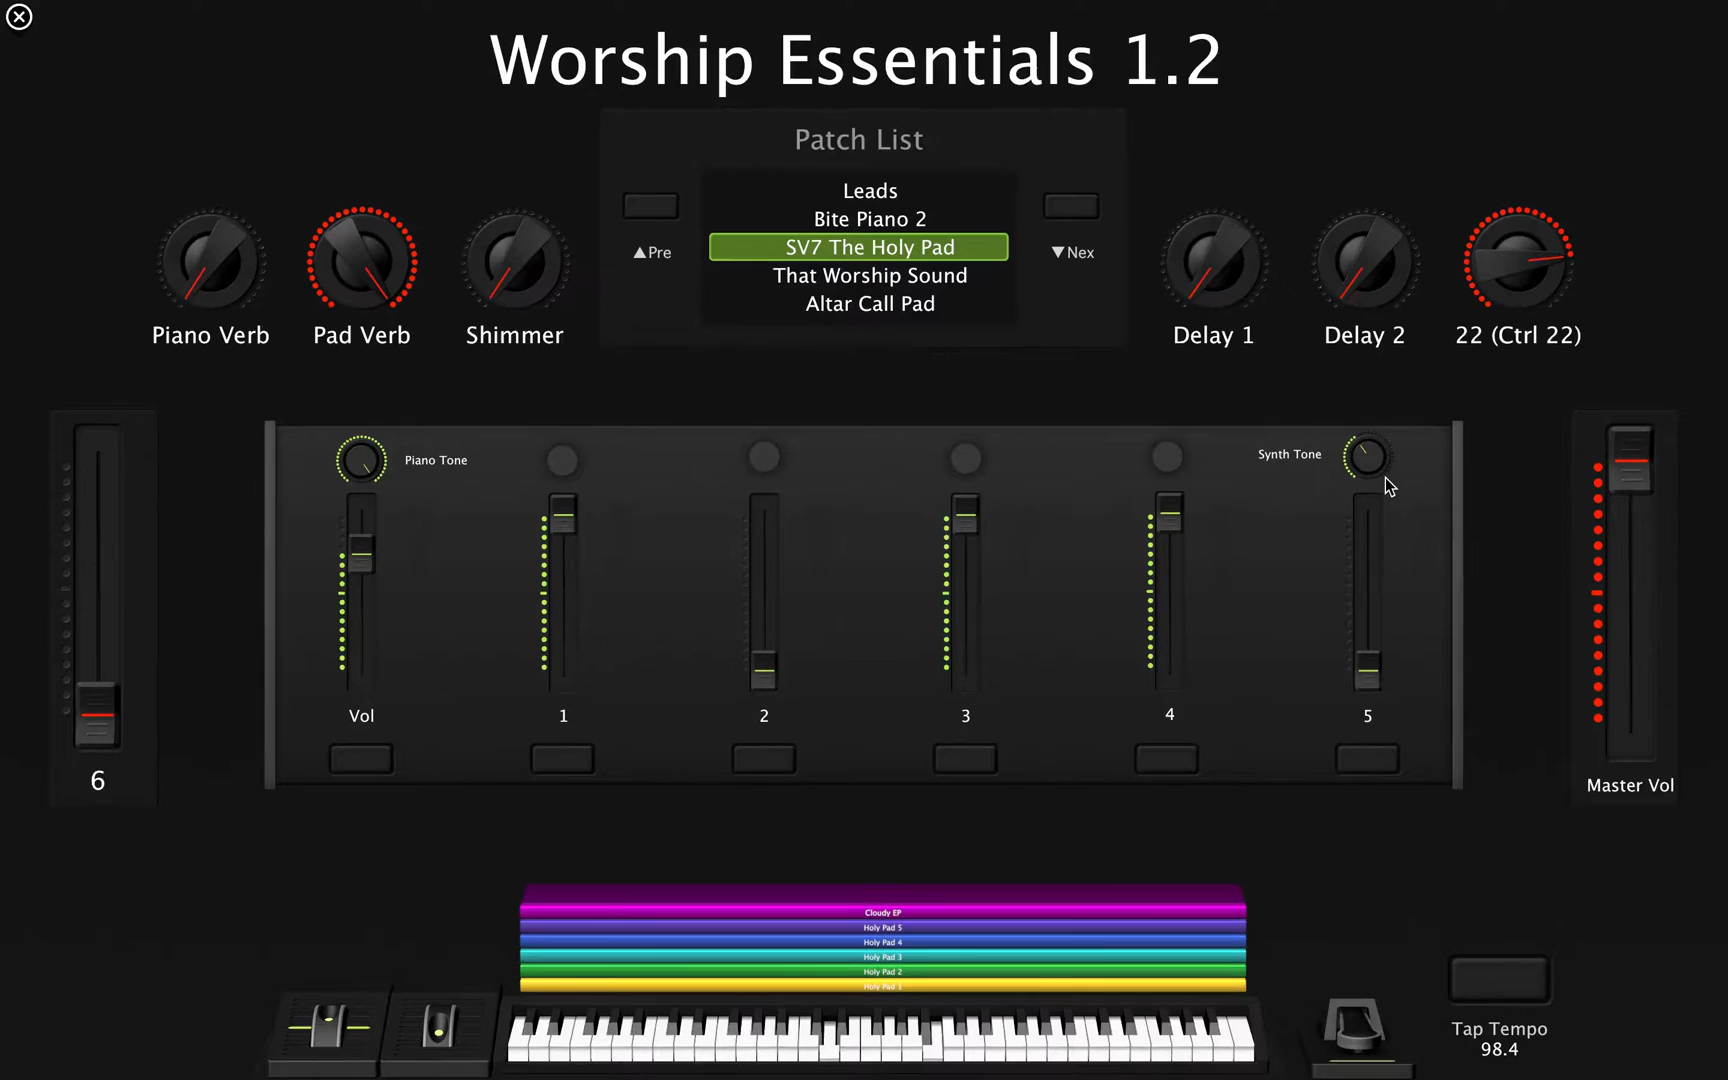 Worship Essentials 1.2
Patch List
Leads
Bite Piano 2
SV7 The Holy Pad
That Worship Sound
Altar Call Pad
▲Pre
▼Nex
Piano Verb
Pad Verb
Shimmer
Delay 1
Delay 2
22 (Ctrl 22)
Piano Tone
Synth Tone
Vol
1
2
3
4
5
6
Master Vol
Cloudy EP
Holy Pad 5
Holy Pad 4
Holy Pad 3
Holy Pad 2
Holy Pad 1
Tap Tempo
98.4